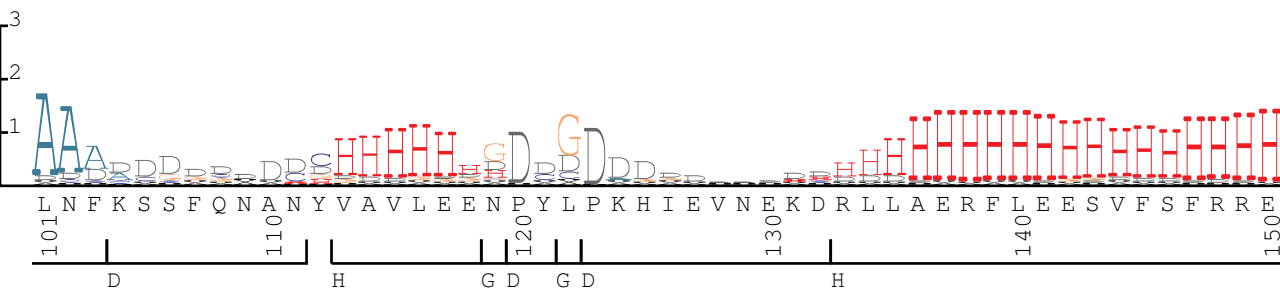 3
2
1
A A A D D D D D C H H H H H H G D D G D D D H H H H H H H H H H H H H H H H H H
L N F K S S F Q N A N Y V A V L E E N P Y L P K H I E V N E K D R L L A E R F L E E S V F S F R R E
101 110 120 130 140 150
D H G D G D H